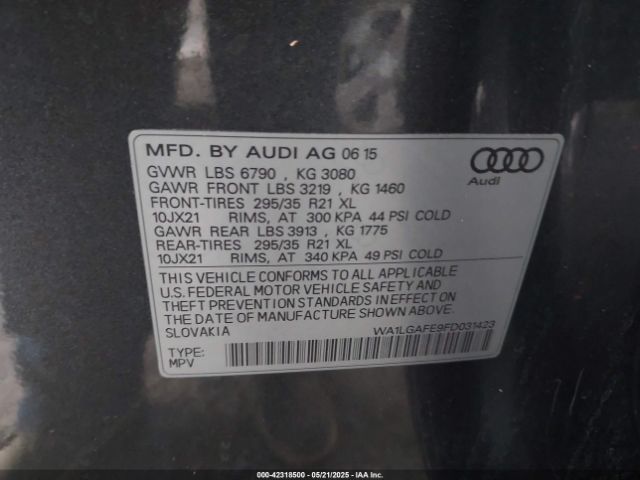 MFD. BY AUDI AG 06 15
GVWR LBS 6790 , KG 3080
GAWR FRONT LBS 3219 , KG 1460
FRONT-TIRES 295/35 R21 XL
10JX21 RIMS, AT 300 KPA 44 PSI COLD
GAWR REAR LBS 3913 , KG 1775
REAR-TIRES 295/35 R21 XL
10JX21 RIMS, AT 340 KPA 49 PSI COLD
Audi
THIS VEHICLE CONFORMS TO ALL APPLICABLE
U.S. FEDERAL MOTOR VEHICLE SAFETY AND
THEFT PREVENTION STANDARDS IN EFFECT ON
THE DATE OF MANUFACTURE SHOWN ABOVE.
SLOVAKIA
WA1LGAFE9FD031423
TYPE:
MPV
000-42318500 - 05/21/2025 - IAA Inc.